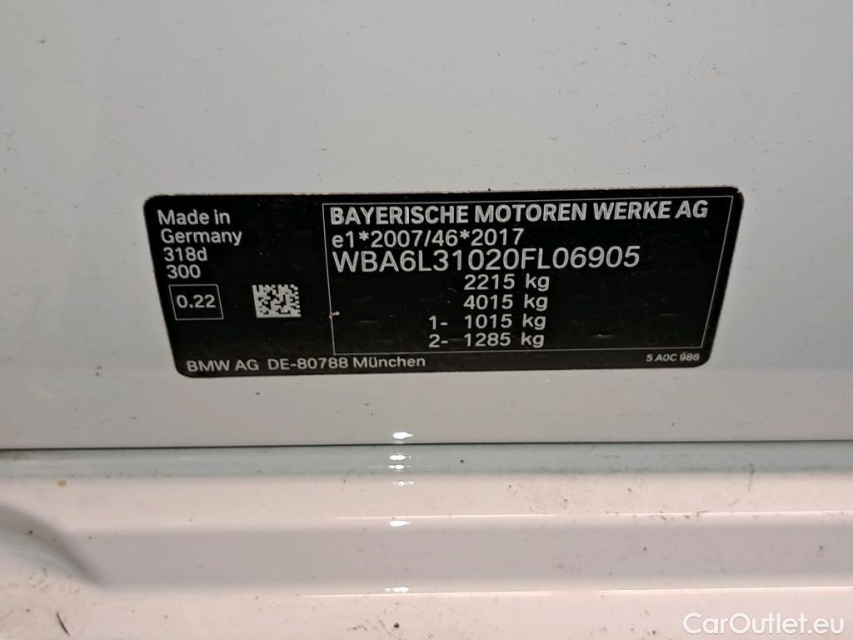 Made in
Germany
318d
300
0.22
BAYERISCHE MOTOREN WERKE AG
e1*2007/46*2017
WBA6L31020FL06905
2215 kg
4015 kg
1- 1015 kg
2- 1285 kg
BMW AG DE-80788 München
5 A0C 986
CarOutlet.eu